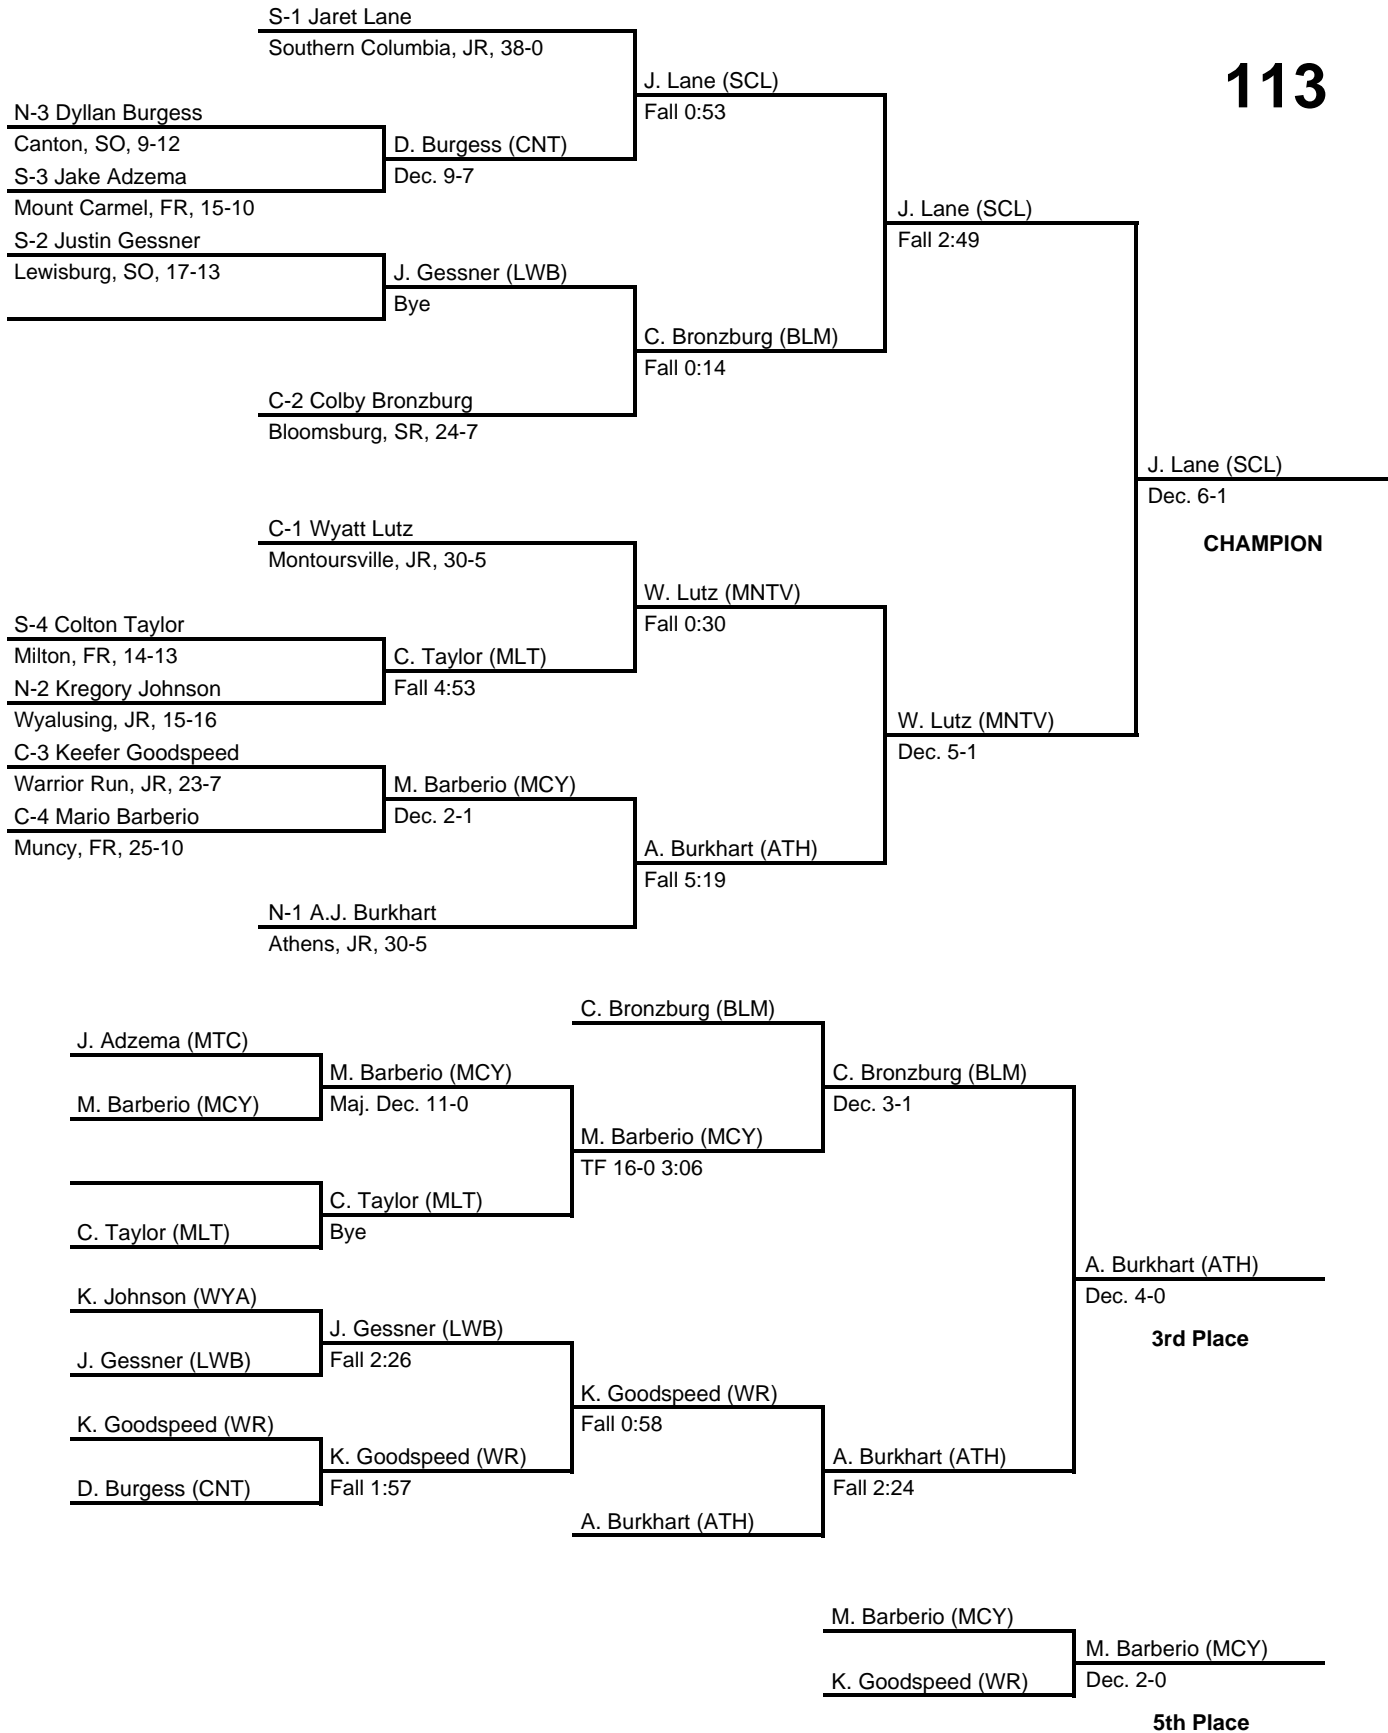 S-1 Jaret Lane
Southern Columbia, JR, 38-0
113
J. Lane (SCL)
Fall 0:53
N-3 Dyllan Burgess
Canton, SO, 9-12
D. Burgess (CNT)
Dec. 9-7
S-3 Jake Adzema
Mount Carmel, FR, 15-10
J. Lane (SCL)
Fall 2:49
S-2 Justin Gessner
Lewisburg, SO, 17-13
J. Gessner (LWB)
Bye
C. Bronzburg (BLM)
Fall 0:14
C-2 Colby Bronzburg
Bloomsburg, SR, 24-7
J. Lane (SCL)
Dec. 6-1
CHAMPION
C-1 Wyatt Lutz
Montoursville, JR, 30-5
W. Lutz (MNTV)
Fall 0:30
S-4 Colton Taylor
Milton, FR, 14-13
C. Taylor (MLT)
Fall 4:53
N-2 Kregory Johnson
Wyalusing, JR, 15-16
W. Lutz (MNTV)
Dec. 5-1
C-3 Keefer Goodspeed
Warrior Run, JR, 23-7
M. Barberio (MCY)
Dec. 2-1
C-4 Mario Barberio
Muncy, FR, 25-10
A. Burkhart (ATH)
Fall 5:19
N-1 A.J. Burkhart
Athens, JR, 30-5
C. Bronzburg (BLM)
J. Adzema (MTC)
M. Barberio (MCY)
Maj. Dec. 11-0
C. Bronzburg (BLM)
Dec. 3-1
M. Barberio (MCY)
M. Barberio (MCY)
TF 16-0 3:06
C. Taylor (MLT)
Bye
C. Taylor (MLT)
A. Burkhart (ATH)
Dec. 4-0
3rd Place
K. Johnson (WYA)
J. Gessner (LWB)
Fall 2:26
J. Gessner (LWB)
K. Goodspeed (WR)
Fall 0:58
K. Goodspeed (WR)
K. Goodspeed (WR)
Fall 1:57
A. Burkhart (ATH)
Fall 2:24
D. Burgess (CNT)
A. Burkhart (ATH)
M. Barberio (MCY)
M. Barberio (MCY)
Dec. 2-0
K. Goodspeed (WR)
5th Place